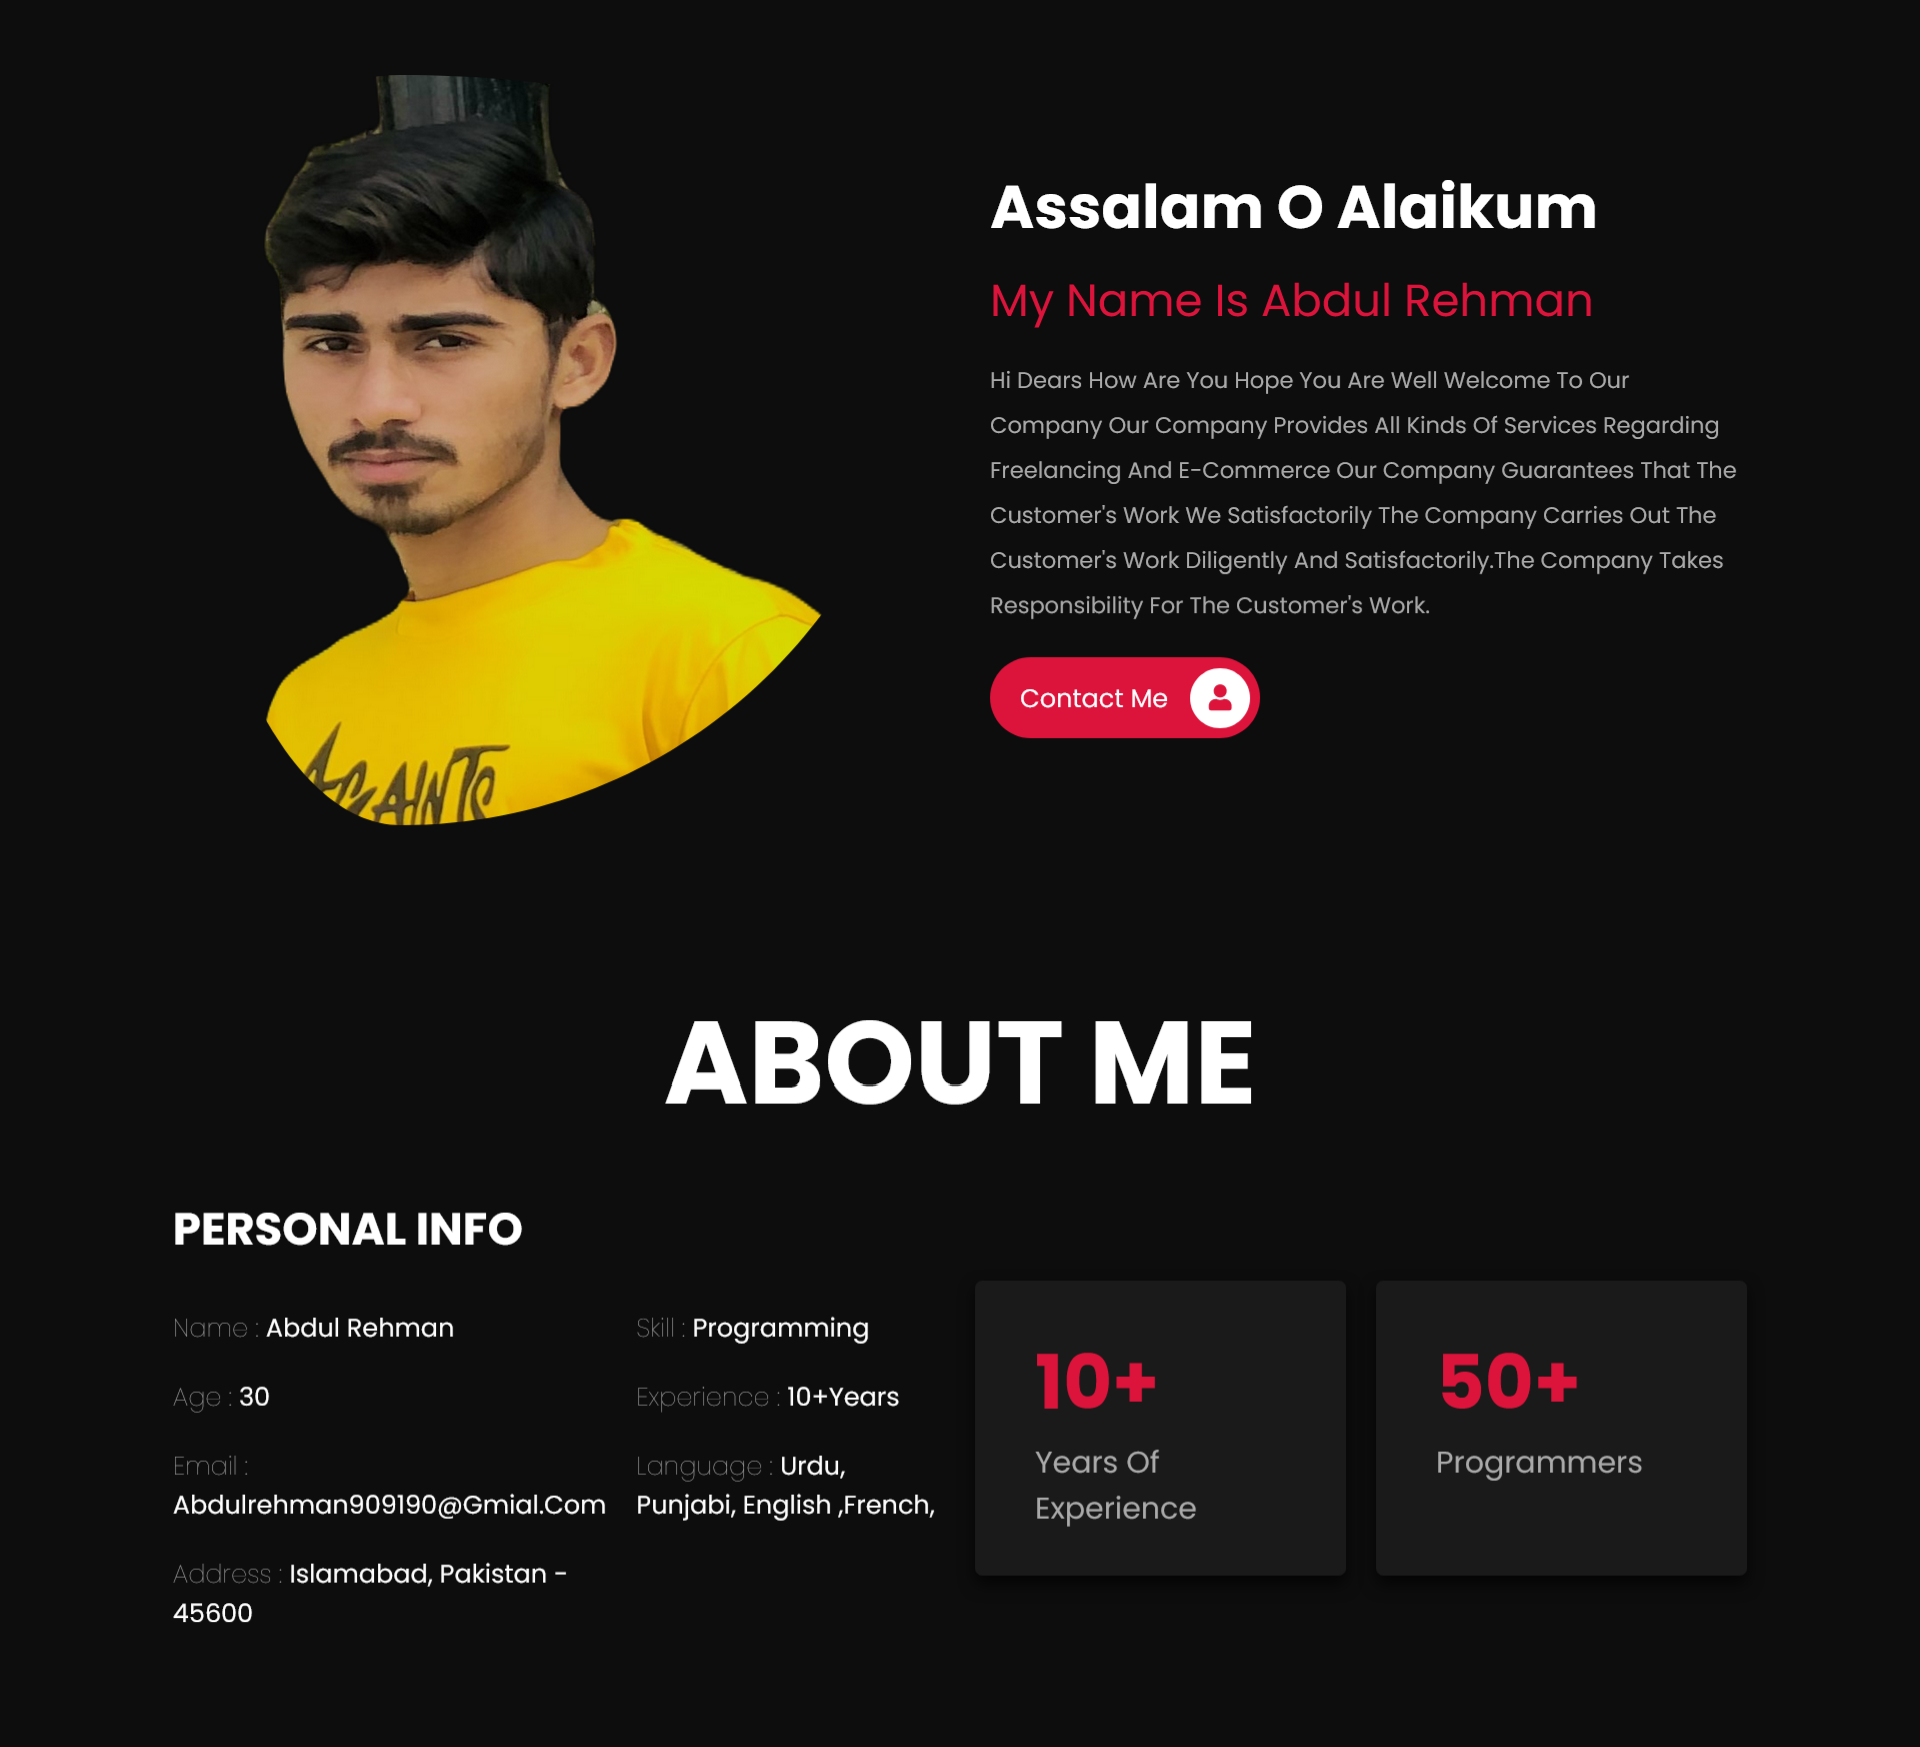 Assalam O Alaikum
My Name Is Abdul Rehman
Hi Dears How Are You Hope You Are Well Welcome To Our
Company Our Company Provides All Kinds Of Services Regarding
Freelancing And E-Commerce Our Company Guarantees That The
Customer's Work We Satisfactorily The Company Carries Out The
Customer's Work Diligently And Satisfactorily.The Company Takes
Responsibility For The Customer's Work.
Contact Me
ABOUT ME
PERSONAL INFO
Name : Abdul Rehman
Age : 30
Email :
Abdulrehman909190@Gmial.Com
Address : Islamabad, Pakistan -
45600
Skill : Programming
Experience : 10+Years
Language : Urdu,
Punjabi, English ,French,
10+
Years Of
Experience
50+
Programmers